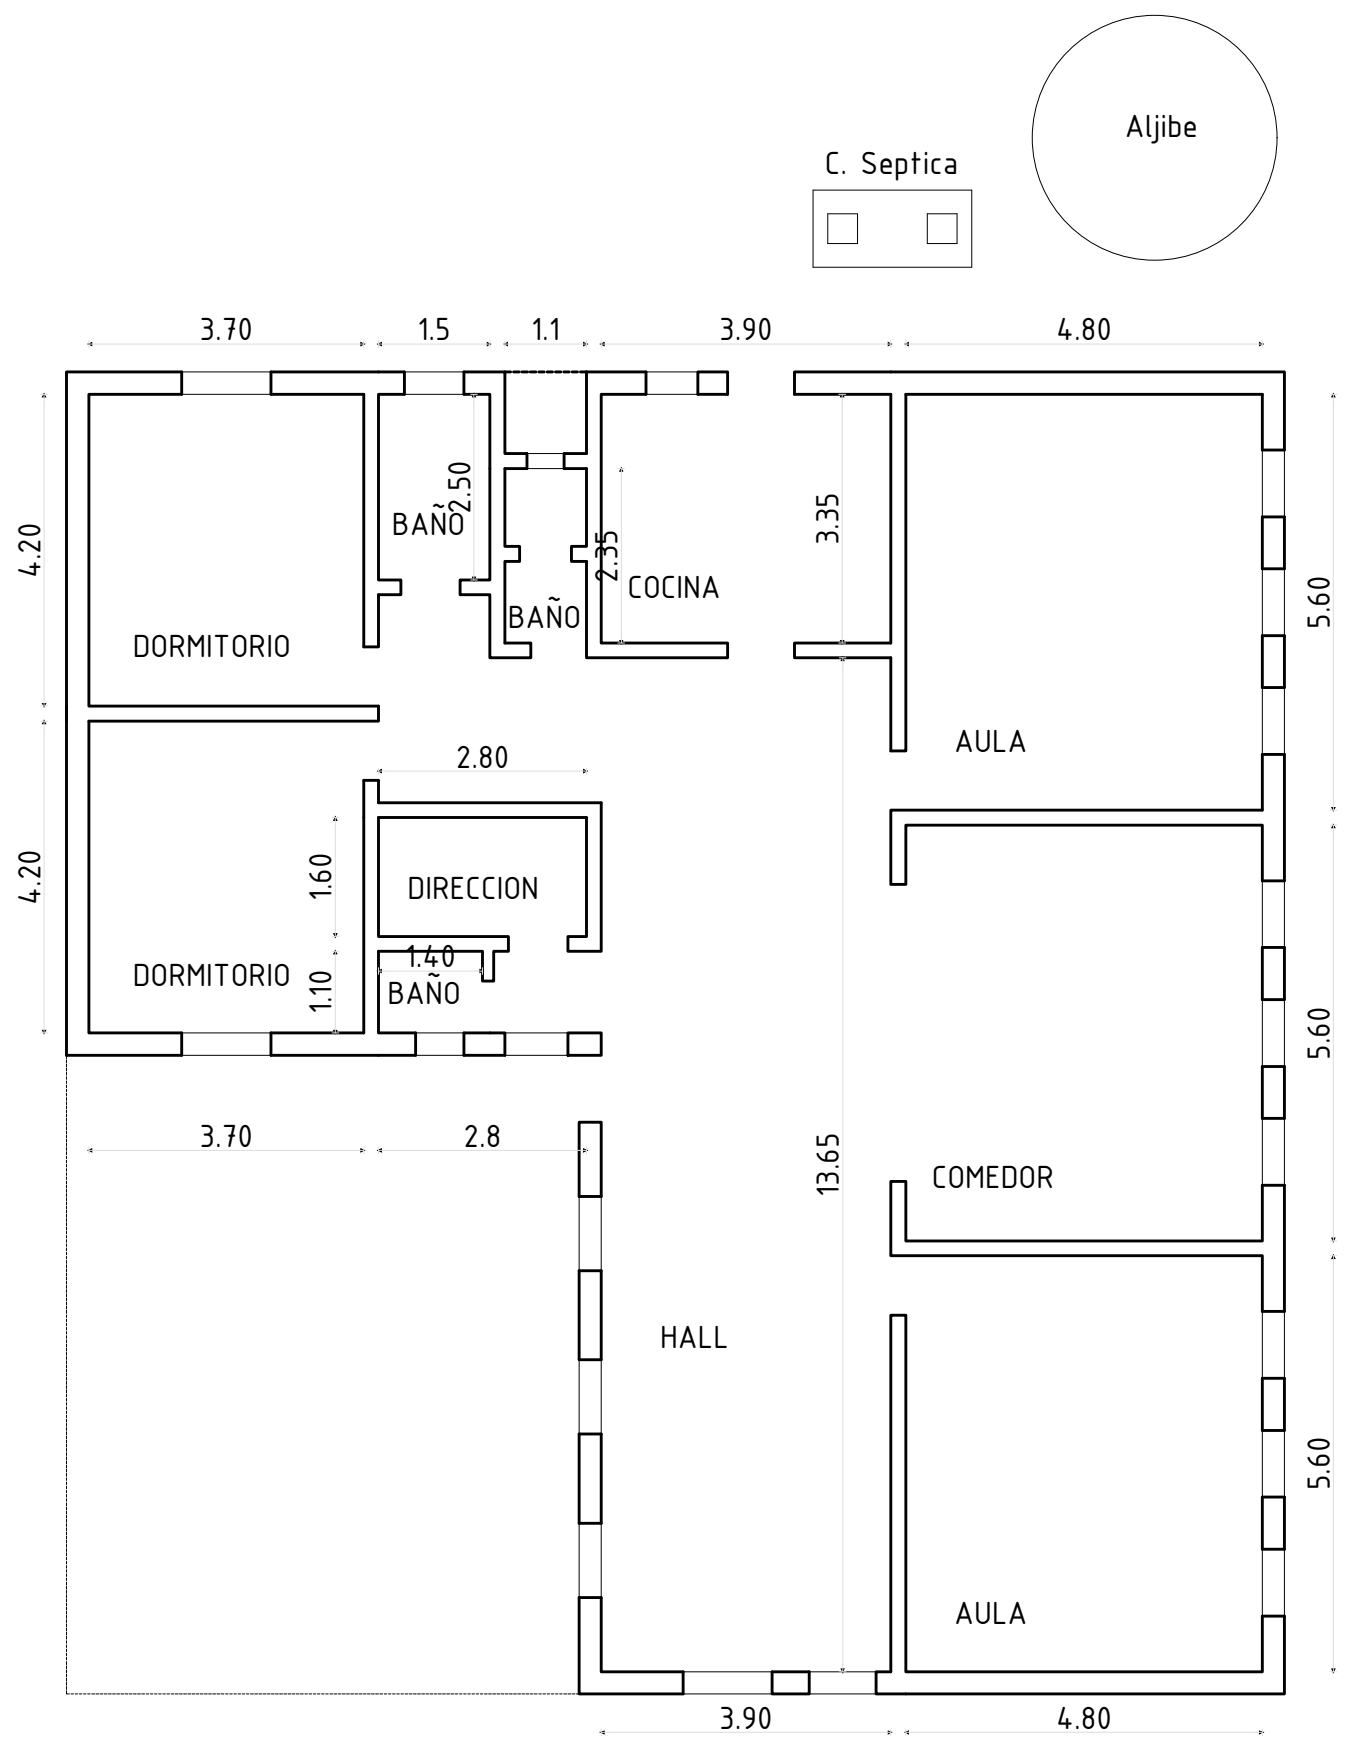 Aljibe
C. Septica
3.70
1.5
1.1
3.90
4.80
2.50
BAÑO
4.20
3.35
2.35
COCINA
5.60
BAÑO
DORMITORIO
AULA
2.80
4.20
1.60
DIRECCION
1.40
DORMITORIO
1.10
BAÑO
5.60
3.70
2.8
13.65
COMEDOR
HALL
5.60
AULA
3.90
4.80